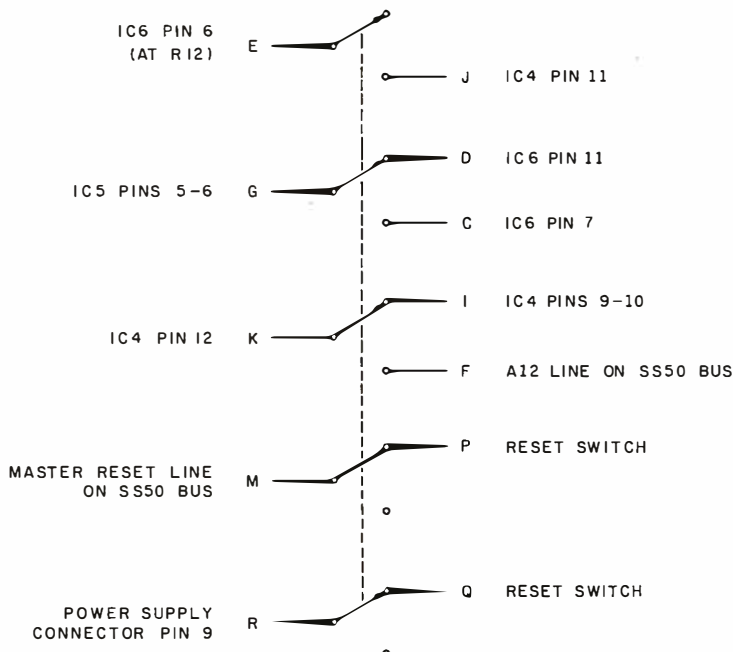 IC6 PIN 6
(AT R12) E
J IC4 PIN 11
D IC6 PIN 11
IC5 PINS 5-6 G
C IC6 PIN 7
I IC4 PINS 9-10
IC4 PIN 12 K
F A12 LINE ON SS50 BUS
P RESET SWITCH
MASTER RESET LINE
ON SS50 BUS M
Q RESET SWITCH
POWER SUPPLY
CONNECTOR PIN 9 R